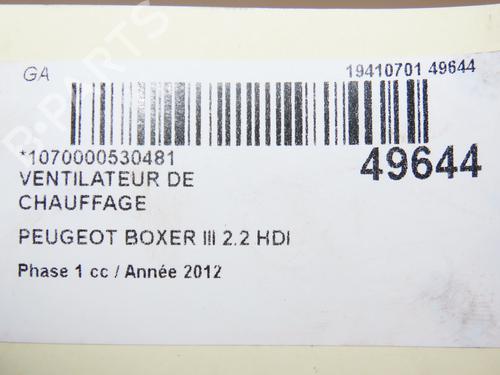 GA
19410701 49644
*1070000530481
49644
VENTILATEUR DE
CHAUFFAGE
PEUGEOT BOXER III 2.2 HDI
Phase 1 cc / Année 2012
B-PARTS